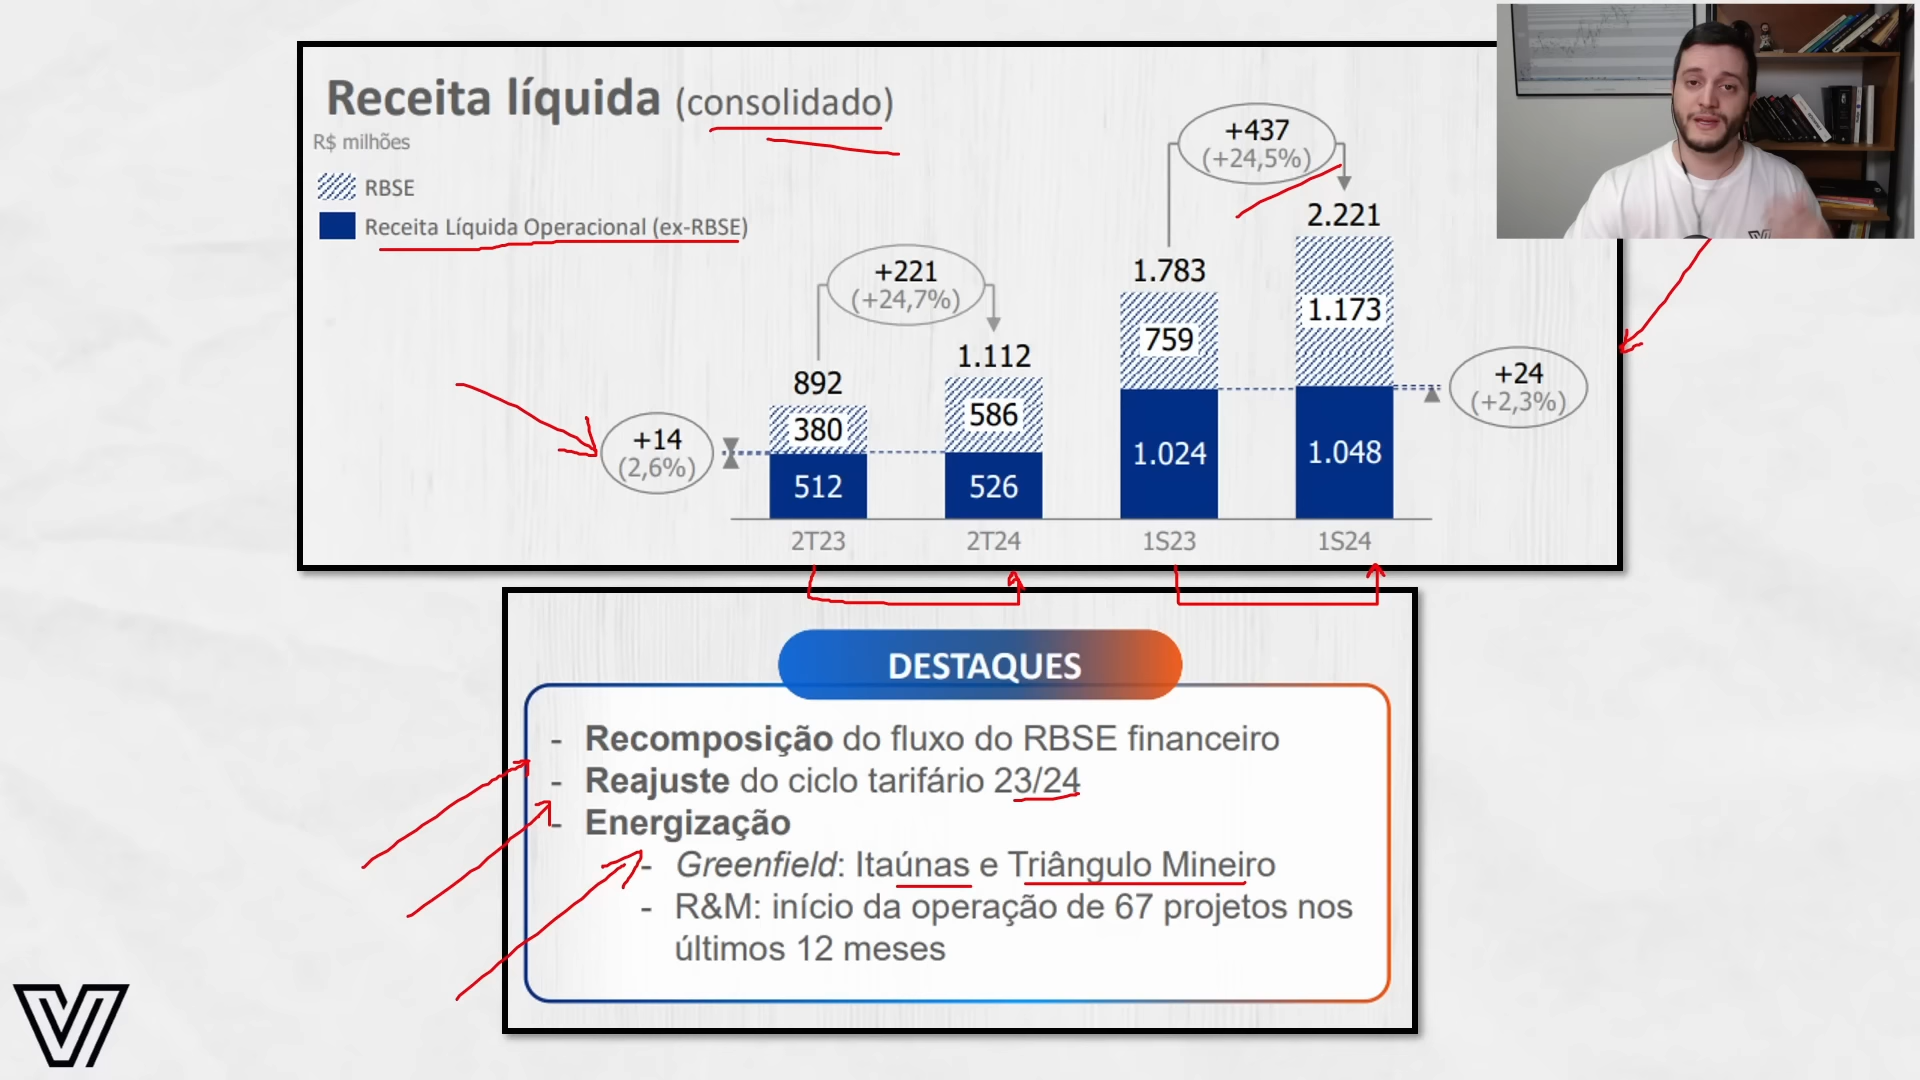 Receita líquida (consolidado)
R$ milhões
RBSE
Receita Líquida Operacional (ex-RBSE)
+14
(2,6%)
+221
(+24,7%)
+437
(+24,5%)
+24
(+2,3%)
892
380
512
1.112
586
526
1.783
759
1.024
2.221
1.173
1.048
2T23
2T24
1S23
1S24
DESTAQUES
- Recomposição do fluxo do RBSE financeiro
- Reajuste do ciclo tarifário 23/24
- Energização
- Greenfield: Itaúnas e Triângulo Mineiro
- R&M: início da operação de 67 projetos nos
últimos 12 meses